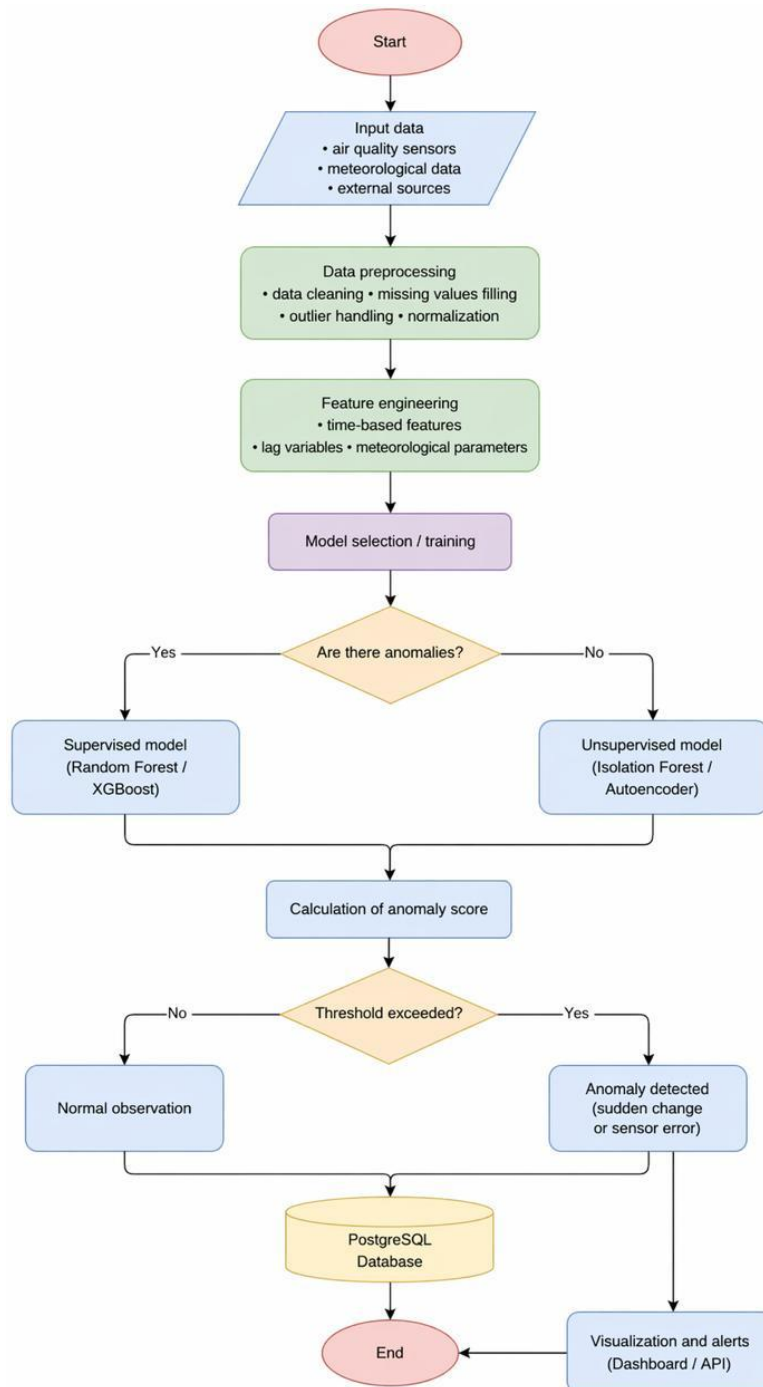 Start
Input data
• air quality sensors
• meteorological data
• external sources
Data preprocessing
• data cleaning • missing values filling
• outlier handling • normalization
Feature engineering
• time-based features
• lag variables • meteorological parameters
Model selection / training
Are there anomalies?
Yes
No
Supervised model
(Random Forest /
XGBoost)
Unsupervised model
(Isolation Forest /
Autoencoder)
Calculation of anomaly score
Threshold exceeded?
No
Yes
Normal observation
Anomaly detected
(sudden change
or sensor error)
PostgreSQL
Database
End
Visualization and alerts
(Dashboard / API)